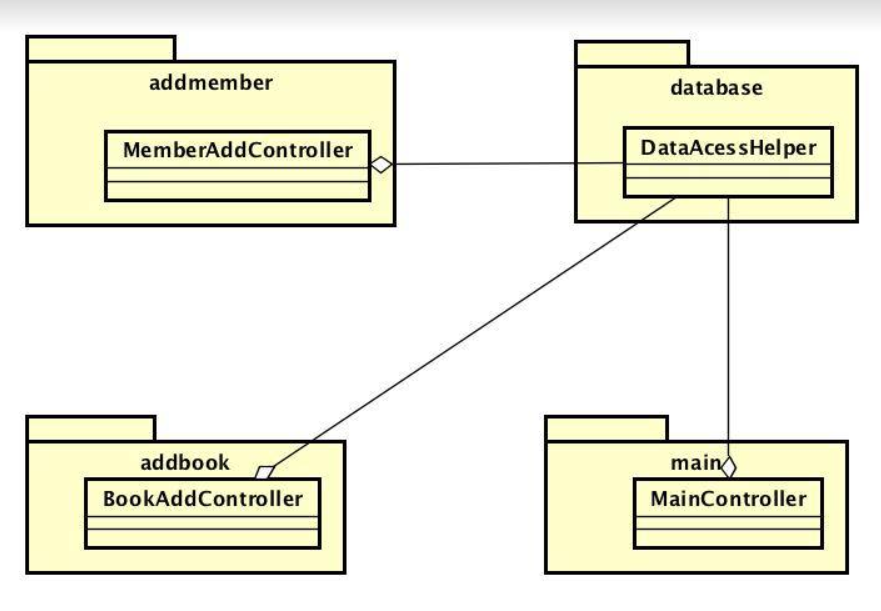 addmember
MemberAddController
database
DataAcessHelper
addbook
BookAddController
main
MainController